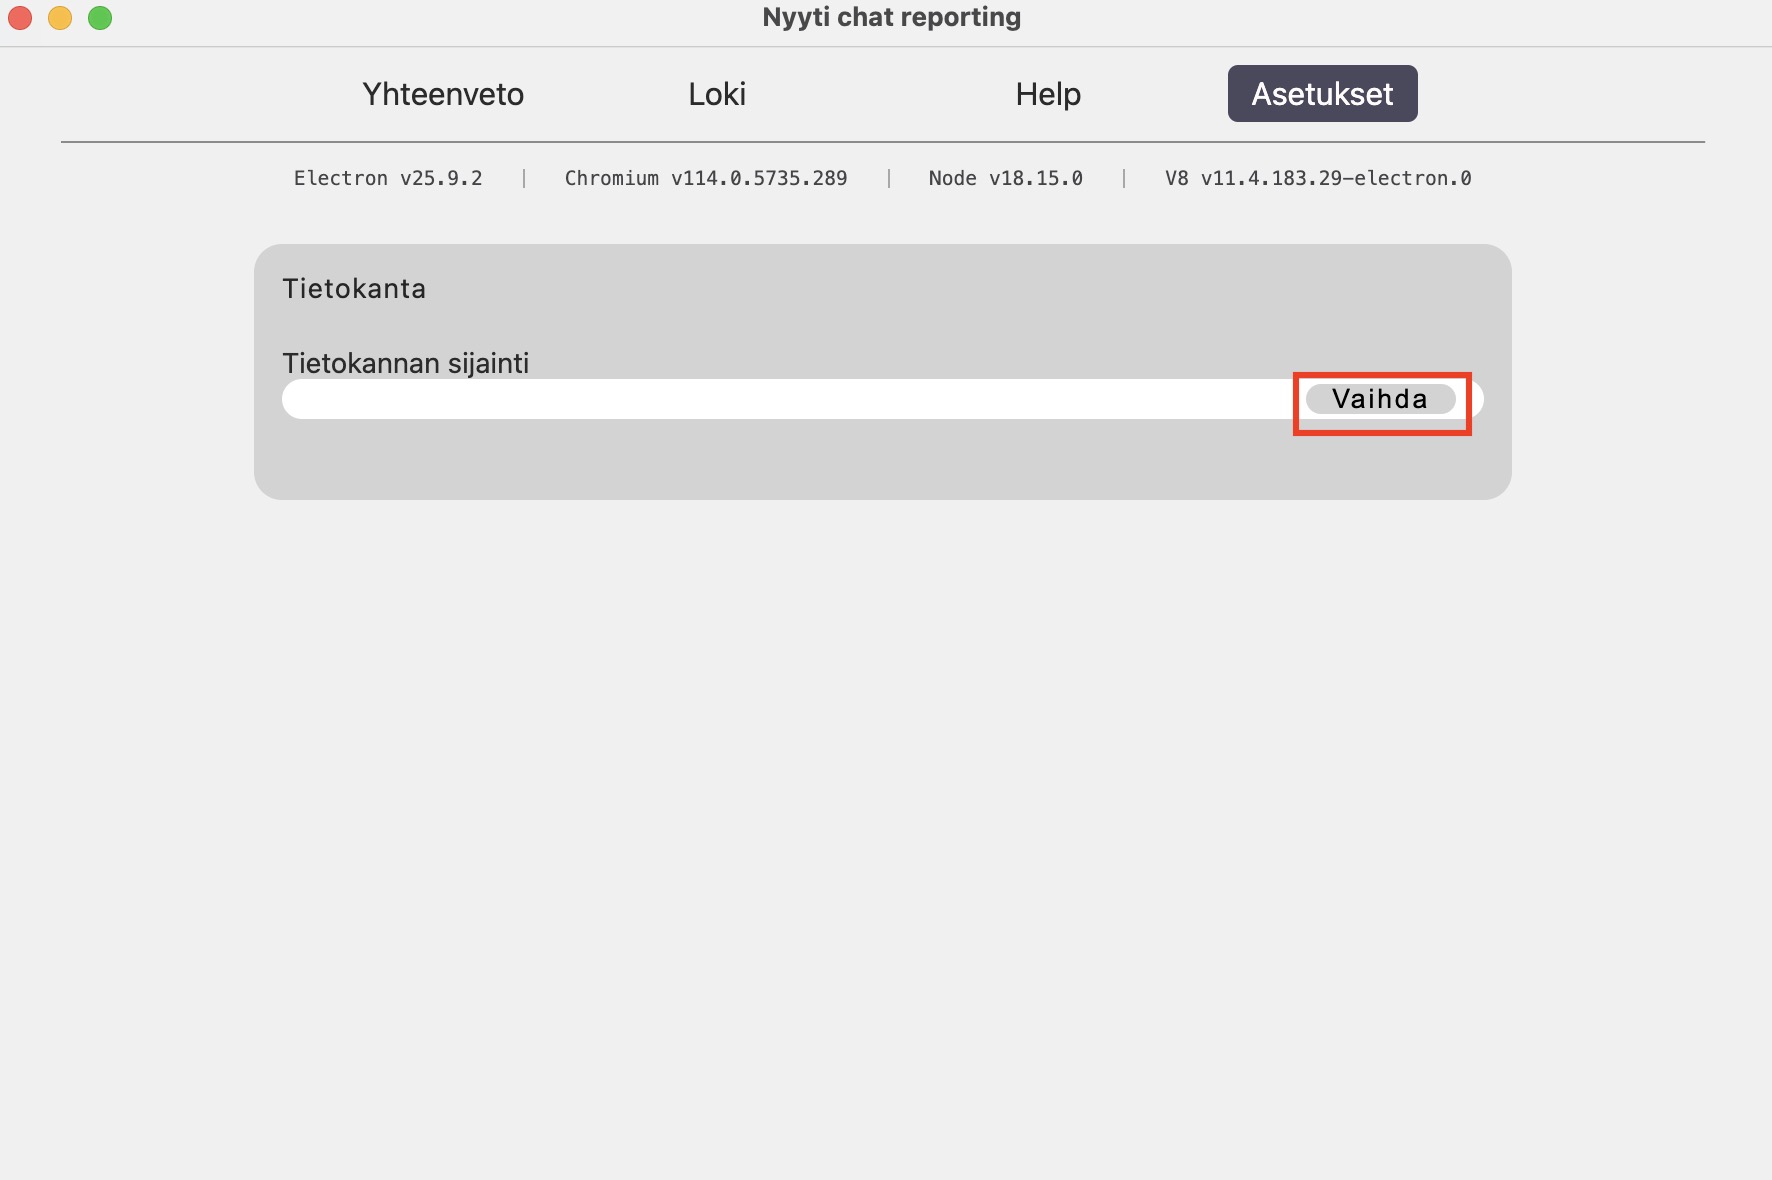 Nyyti chat reporting
Yhteenveto Loki Help Asetukset
Electron v25.9.2 | Chromium v114.0.5735.289 | Node v18.15.0 | V8 v11.4.183.29-electron.0
Tietokanta
Tietokannan sijainti
Vaihda